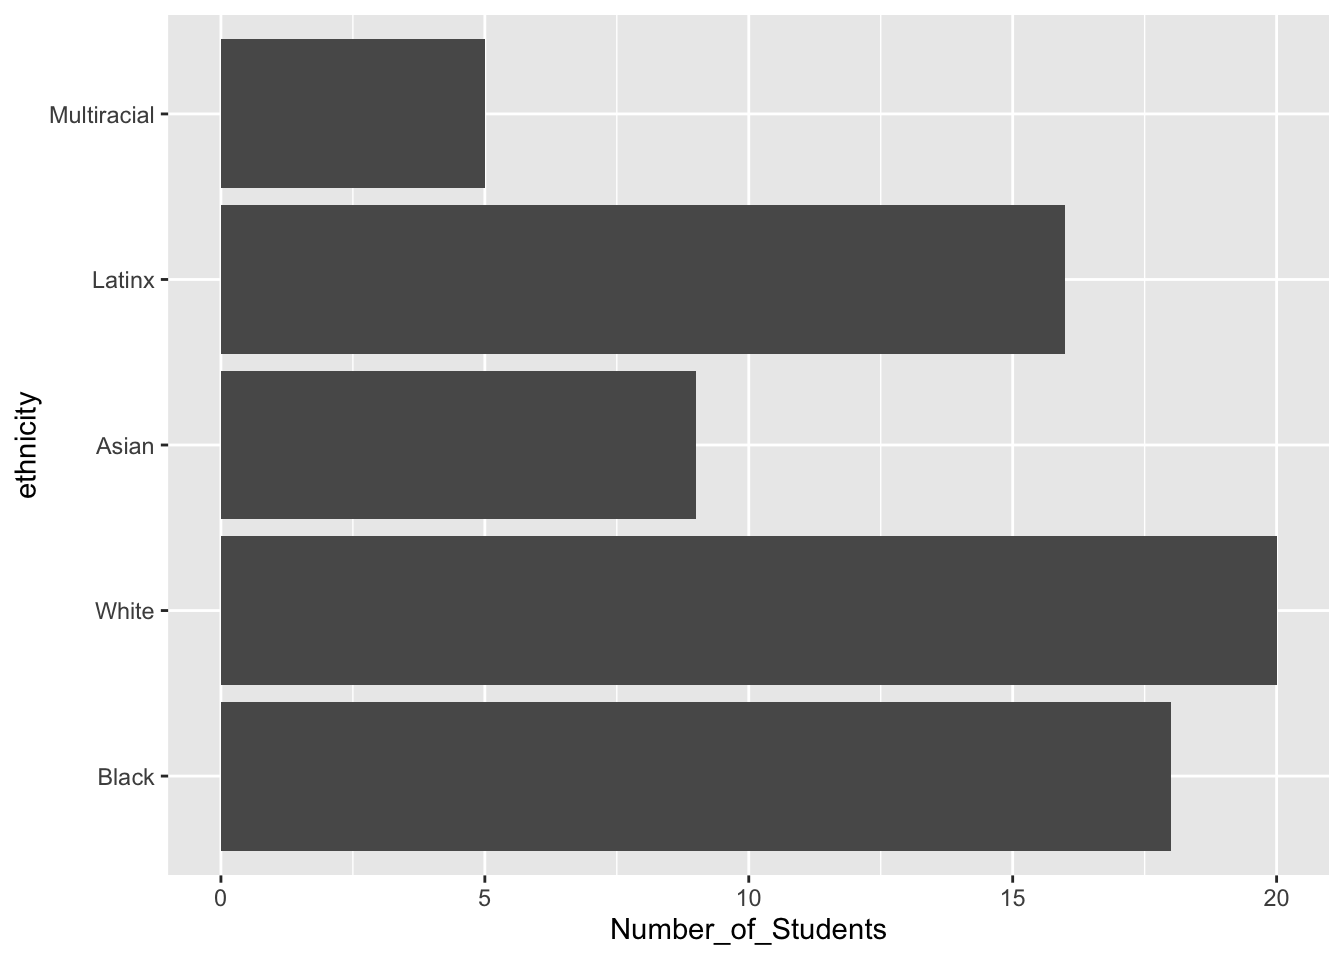 Multiracial
Latinx
Asian
White
Black
ethnicity
0 5 10 15 20
Number_of_Students